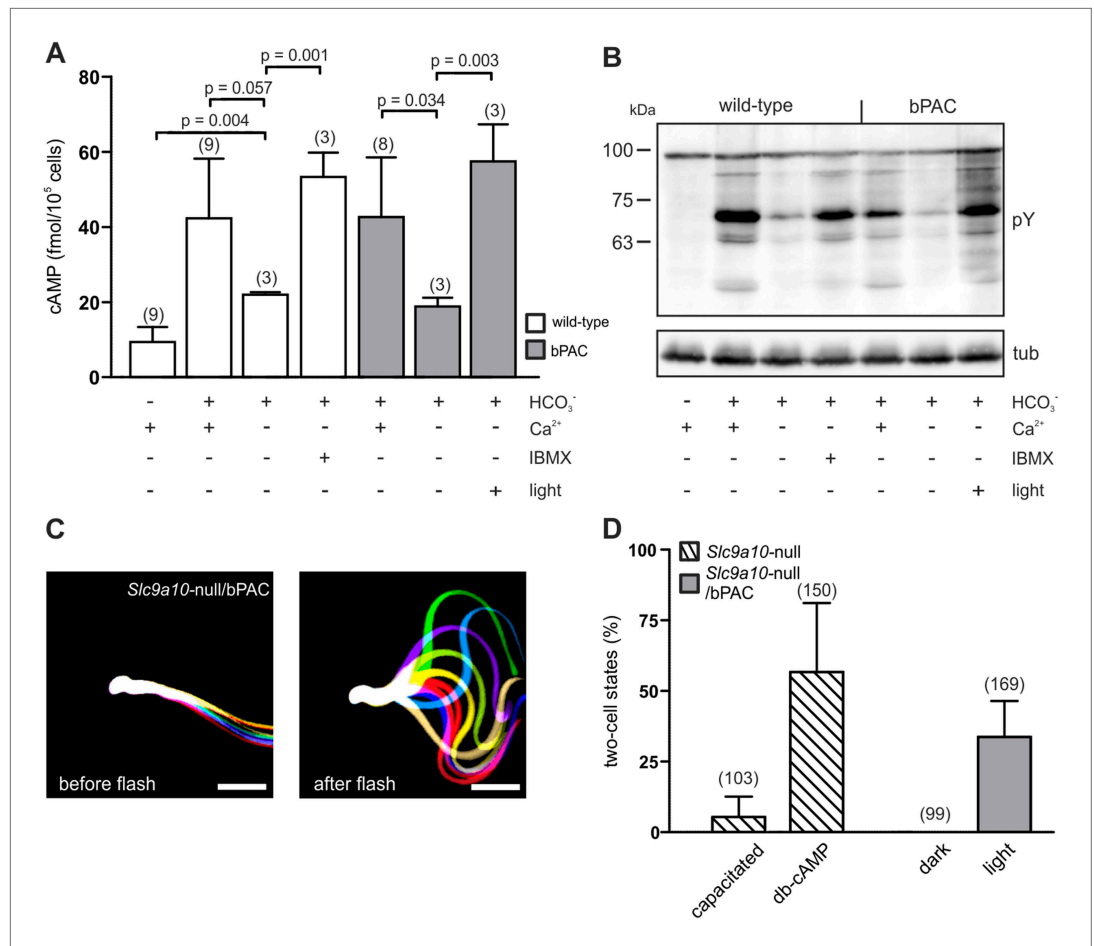 A
p = 0.001
p = 0.003
p = 0.057
p = 0.034
p = 0.004
cAMP (fmol/10⁵ cells)
80
60
40
20
0
(9)
(9)
(3)
(3)
(8)
(3)
(3)
wild-type
bPAC
- + + + + + + HCO₃⁻
+ + - - + - - Ca²⁺
- - - + - - - IBMX
- - - - - - + light
B
kDa
wild-type
bPAC
100
75
63
pY
tub
- + + + + + + HCO₃⁻
+ + - - + - - Ca²⁺
- - - + - - - IBMX
- - - - - - + light
C
Slc9a10-null/bPAC
before flash
after flash
D
Slc9a10-null
Slc9a10-null
/bPAC
two-cell states (%)
100
75
50
25
0
(103)
(150)
(99)
(169)
capacitated
db-cAMP
dark
light